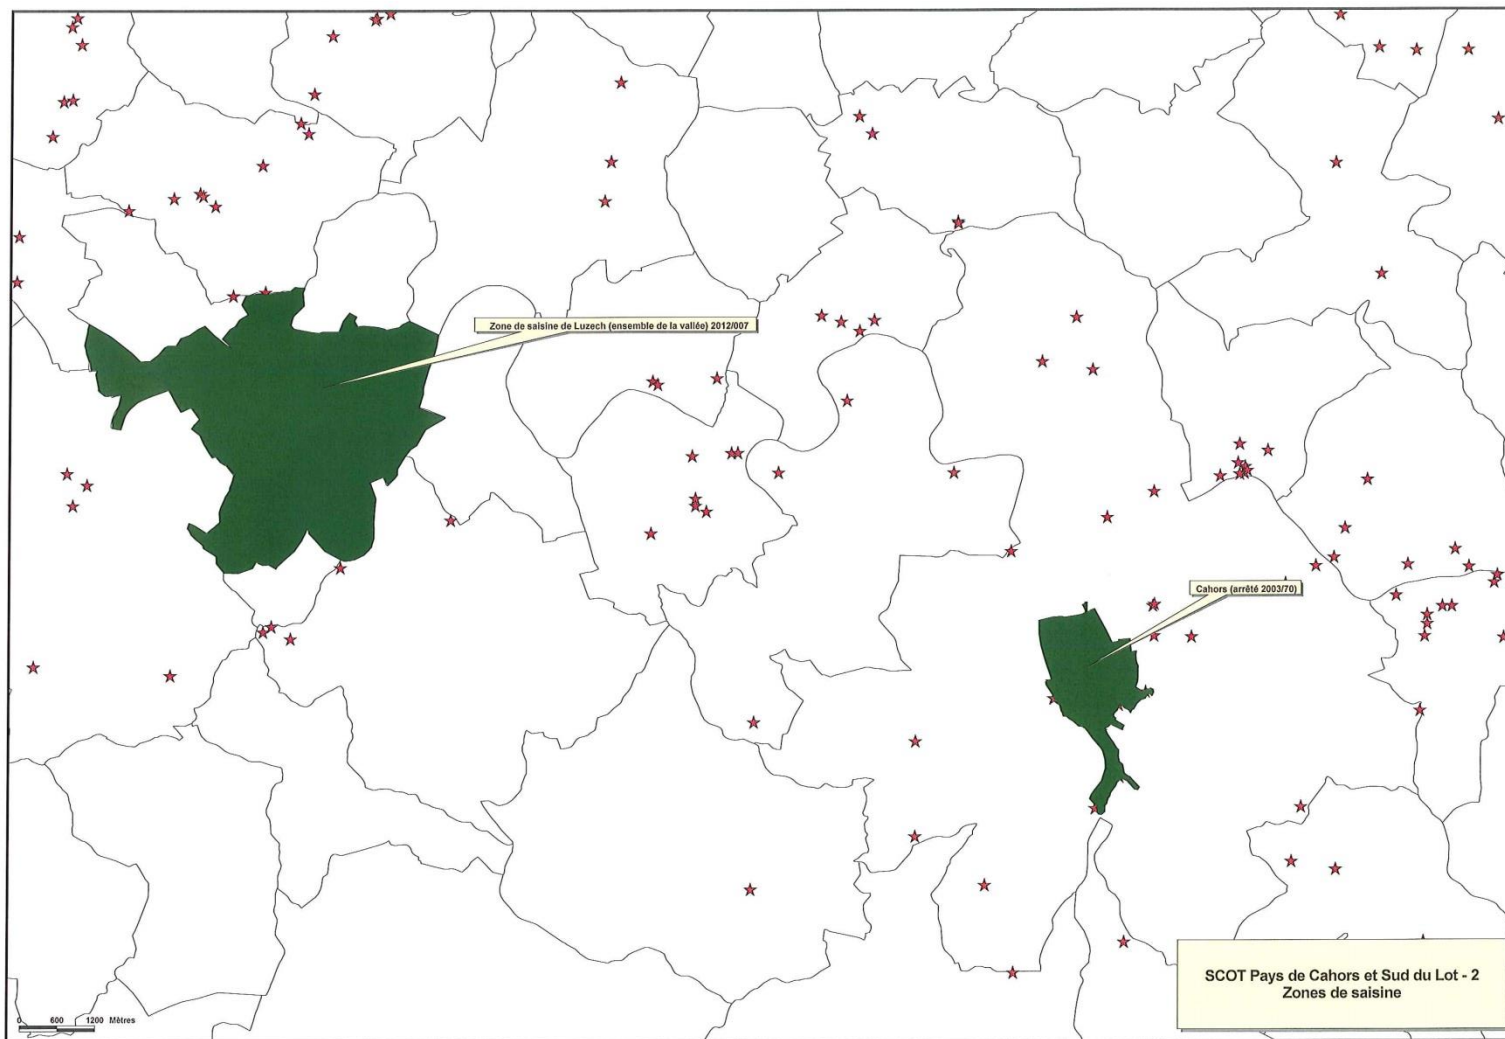 Zone de saisine de Luzech (ensemble de la vallée) 2012/007
Cahors (arrêté 2003/70)
SCOT Pays de Cahors et Sud du Lot - 2
Zones de saisine
0 600 1200 Mètres